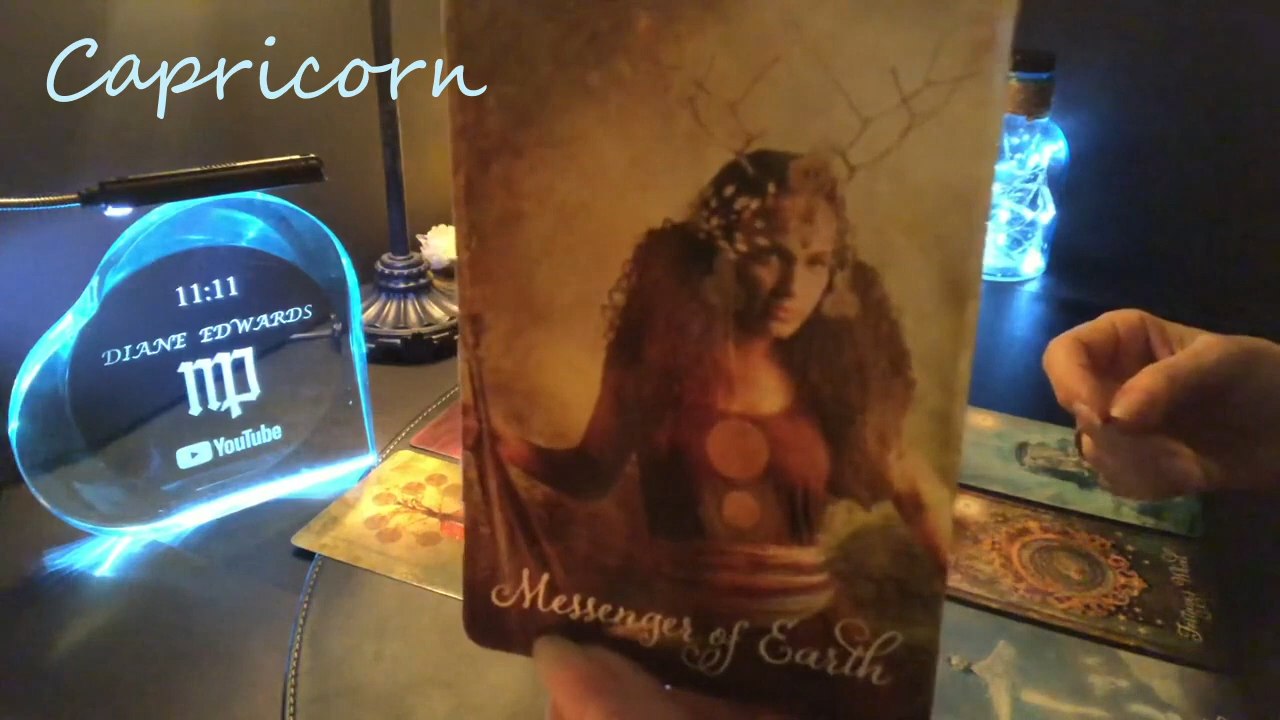 Capricorn
11:11
DIANE EDWARDS
YouTube
Messenger of Earth